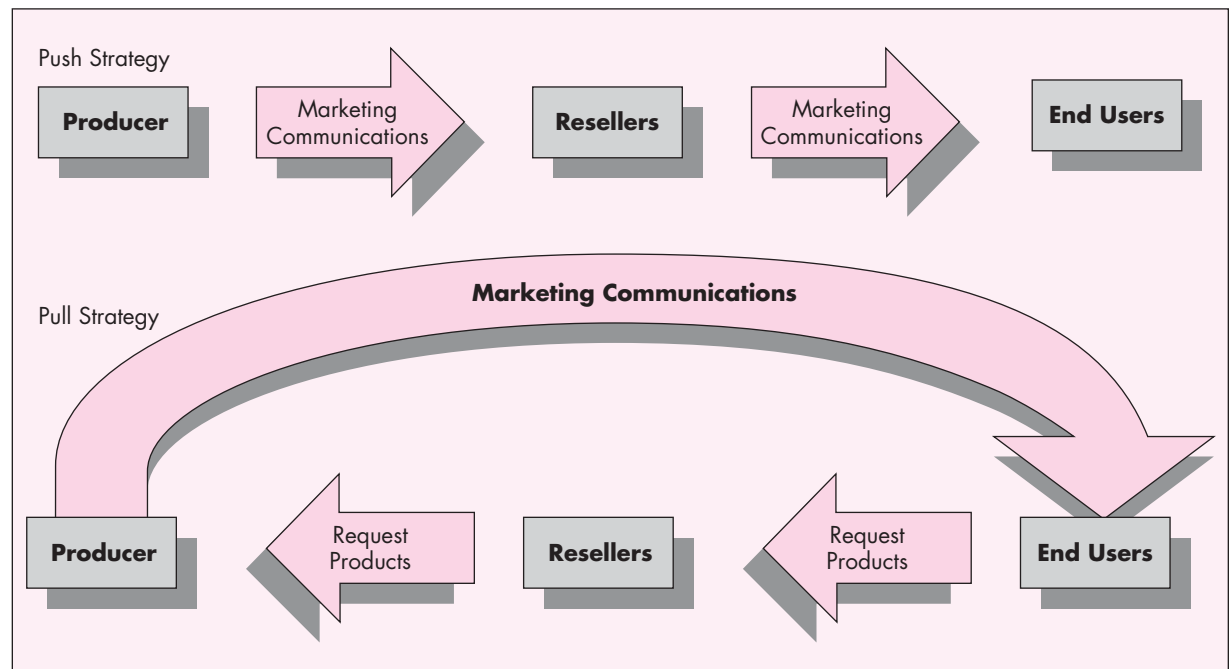 Push Strategy
Producer
Marketing
Communications
Resellers
Marketing
Communications
End Users
Marketing Communications
Pull Strategy
Producer
Request
Products
Resellers
Request
Products
End Users